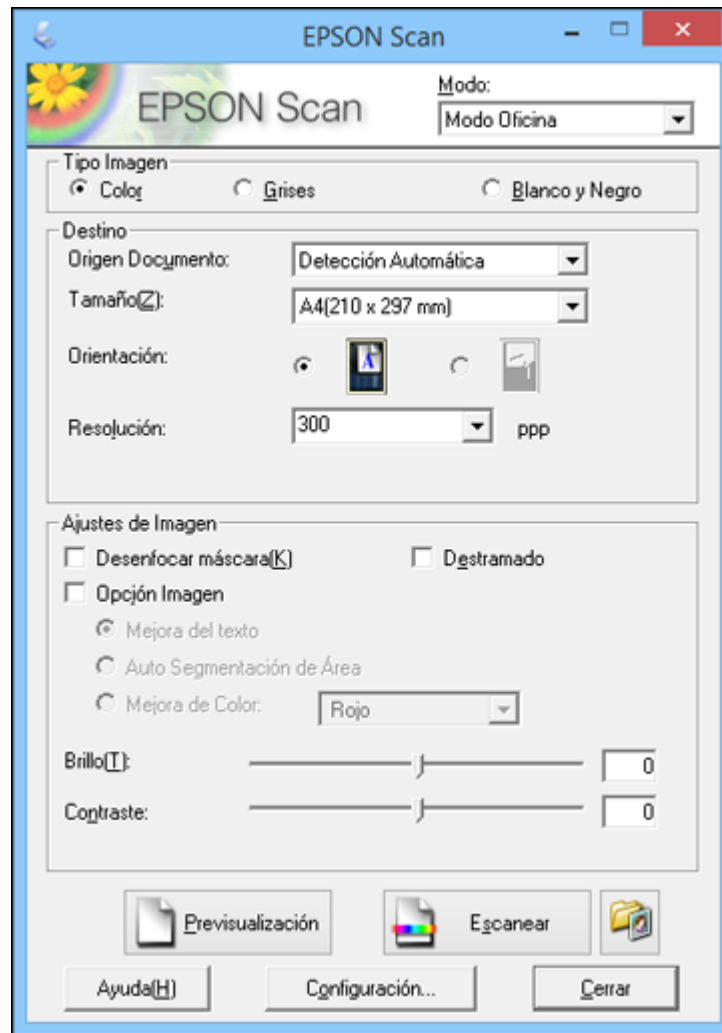 EPSON Scan
EPSON Scan
Modo:
Modo Oficina
Tipo Imagen
Color Grises Blanco y Negro
Destino
Origen Documento: Detección Automática
Tamaño(Z): A4(210 x 297 mm)
Orientación: A
Resolución: 300 ppp
Ajustes de Imagen
Desenfocar máscara(K) Destramado
Opción Imagen
Mejora del texto
Auto Segmentación de Área
Mejora de Color: Rojo
Brillo(T): 0
Contraste: 0
Previsualización Escanear
Ayuda(H) Configuración... Cerrar